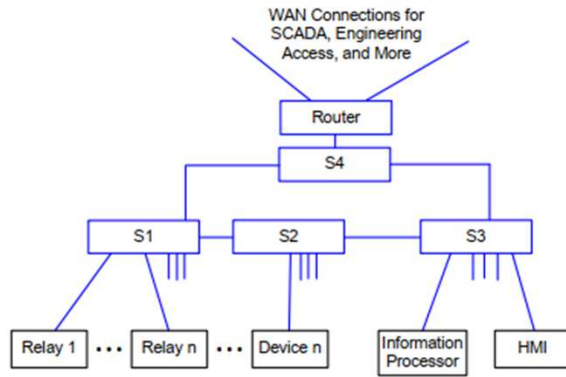 WAN Connections for
SCADA, Engineering
Access, and More
Router
S4
S1
S2
S3
Relay 1
• • •
Relay n
• • •
Device n
Information
Processor
HMI